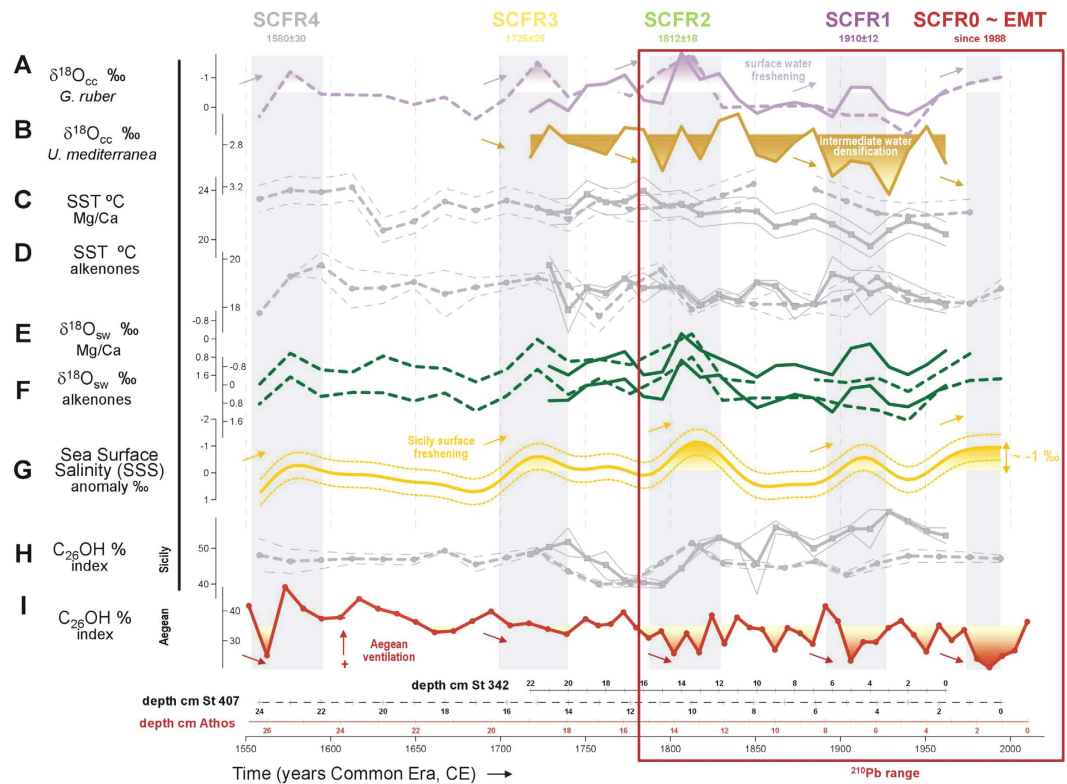 SCFR4
1580±30
SCFR3
1725±25
SCFR2
1812±18
SCFR1
1910±12
SCFR0 ~ EMT
since 1988
A
δ18Occ ‰
G. ruber
-1
0
surface water
freshening
B
δ18Occ ‰
U. mediterranea
2.8
3.2
intermediate water
densification
C
SST ºC
Mg/Ca
24
20
D
SST ºC
alkenones
20
18
E
δ18Osw ‰
Mg/Ca
-0.8
0
0.8
1.6
F
δ18Osw ‰
alkenones
-0.8
0
0.8
1.6
G
Sea Surface
Salinity (SSS)
anomaly ‰
-2
-1
0
1
Sicily surface
freshening
~ -1 ‰
H
C26OH %
index
50
40
Sicily
I
C26OH %
index
40
30
Aegean
Aegean
ventilation
+
depth cm St 342
22 20 18 16 14 12 10 8 6 4 2 0
depth cm St 407
24 22 20 18 16 14 12 10 8 6 4 2 0
depth cm Athos
26 24 22 20 18 16 14 12 10 8 6 4 2 0
1550 1600 1650 1700 1750 1800 1850 1900 1950 2000
Time (years Common Era, CE) →
210Pb range